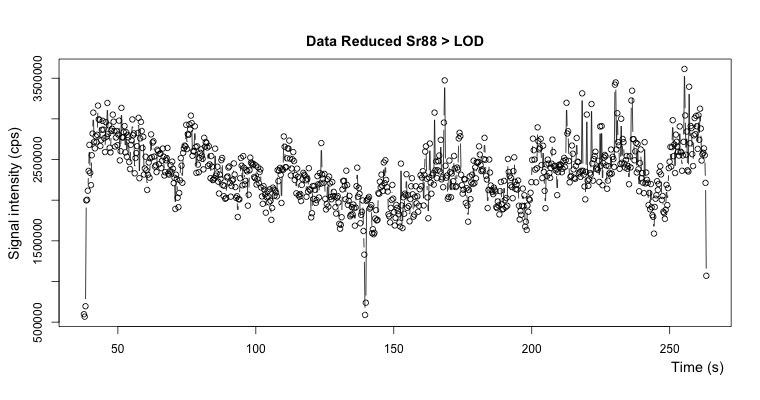 Data Reduced Sr88 > LOD
Signal intensity (cps)
3500000
2500000
1500000
500000
50 100 150 200 250
Time (s)